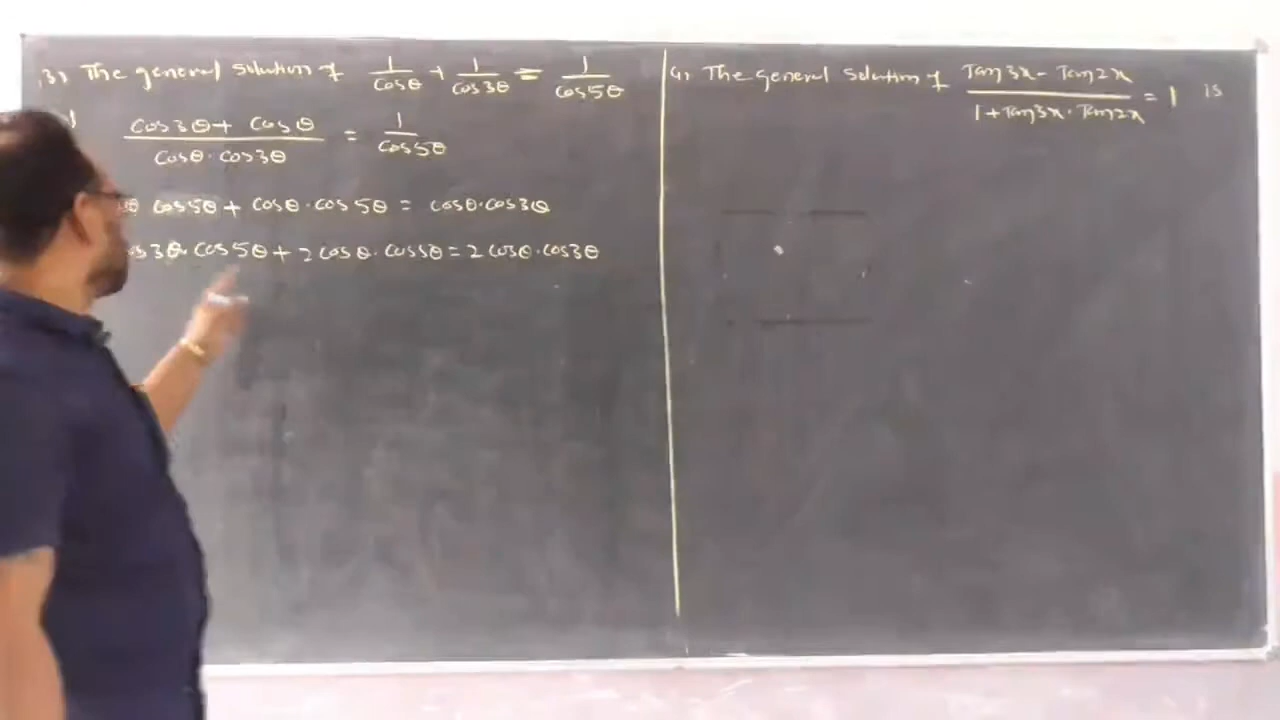 3) The general solution of 1/cosθ + 1/cos3θ = 1/cos5θ
(cos3θ + cosθ)/(cosθ·cos3θ) = 1/cos5θ
cos5θ + cosθ·cos5θ = cosθ·cos3θ
cos5θ + 2cosθ·cos5θ = 2cosθ·cos3θ
4, The general solution of (Tan3x - Tan2x)/(1+Tan3x·Tan2x) = 1 is